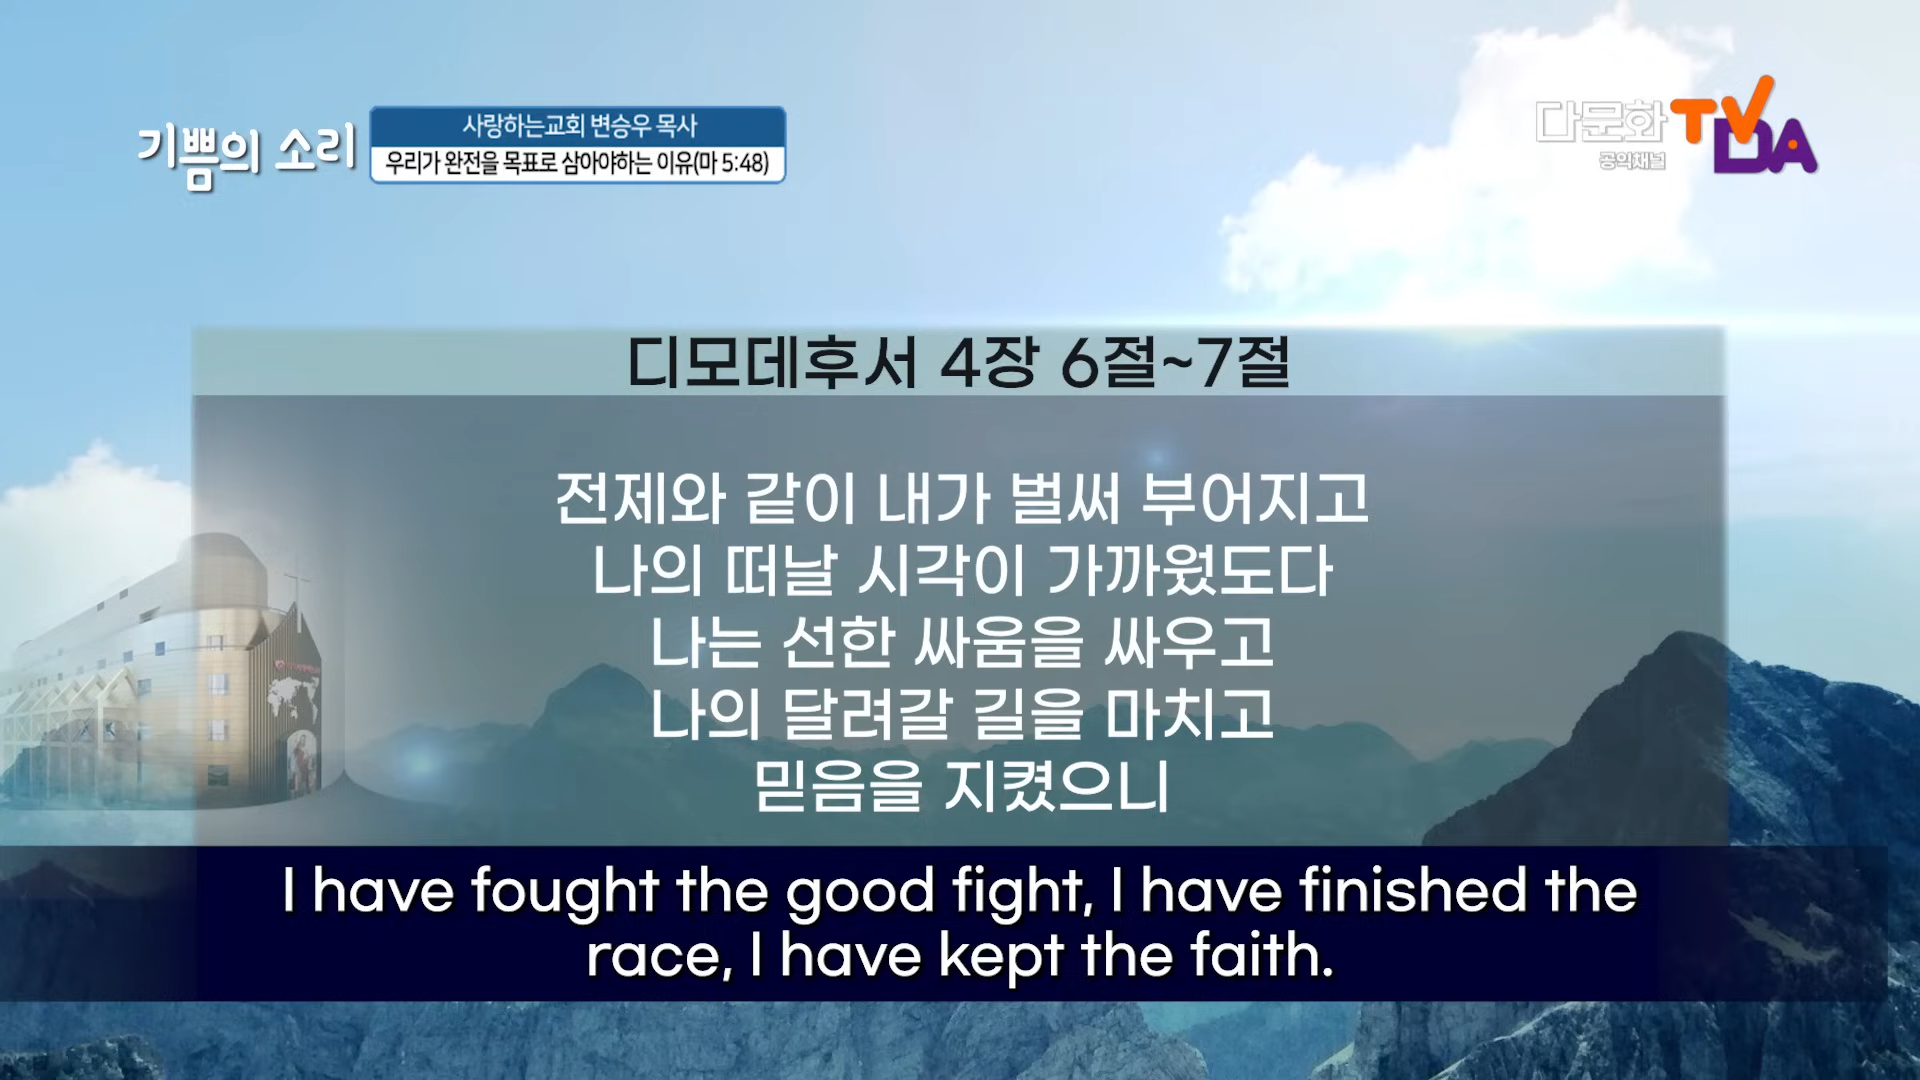 기쁨의 소리
사랑하는교회 변승우 목사
우리가 완전을 목표로 삼아야하는 이유(마 5:48)
다문화 TV
공익채널 DA
디모데후서 4장 6절~7절
전제와 같이 내가 벌써 부어지고
나의 떠날 시각이 가까웠도다
나는 선한 싸움을 싸우고
나의 달려갈 길을 마치고
믿음을 지켰으니
I have fought the good fight, I have finished the
race, I have kept the faith.